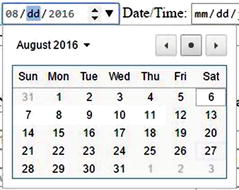 08/dd/2016 Date/Time: mm/dd/
August 2016
Sun Mon Tue Wed Thu Fri Sat
31 1 2 3 4 5 6
7 8 9 10 11 12 13
14 15 16 17 18 19 20
21 22 23 24 25 26 27
28 29 30 31 1 2 3